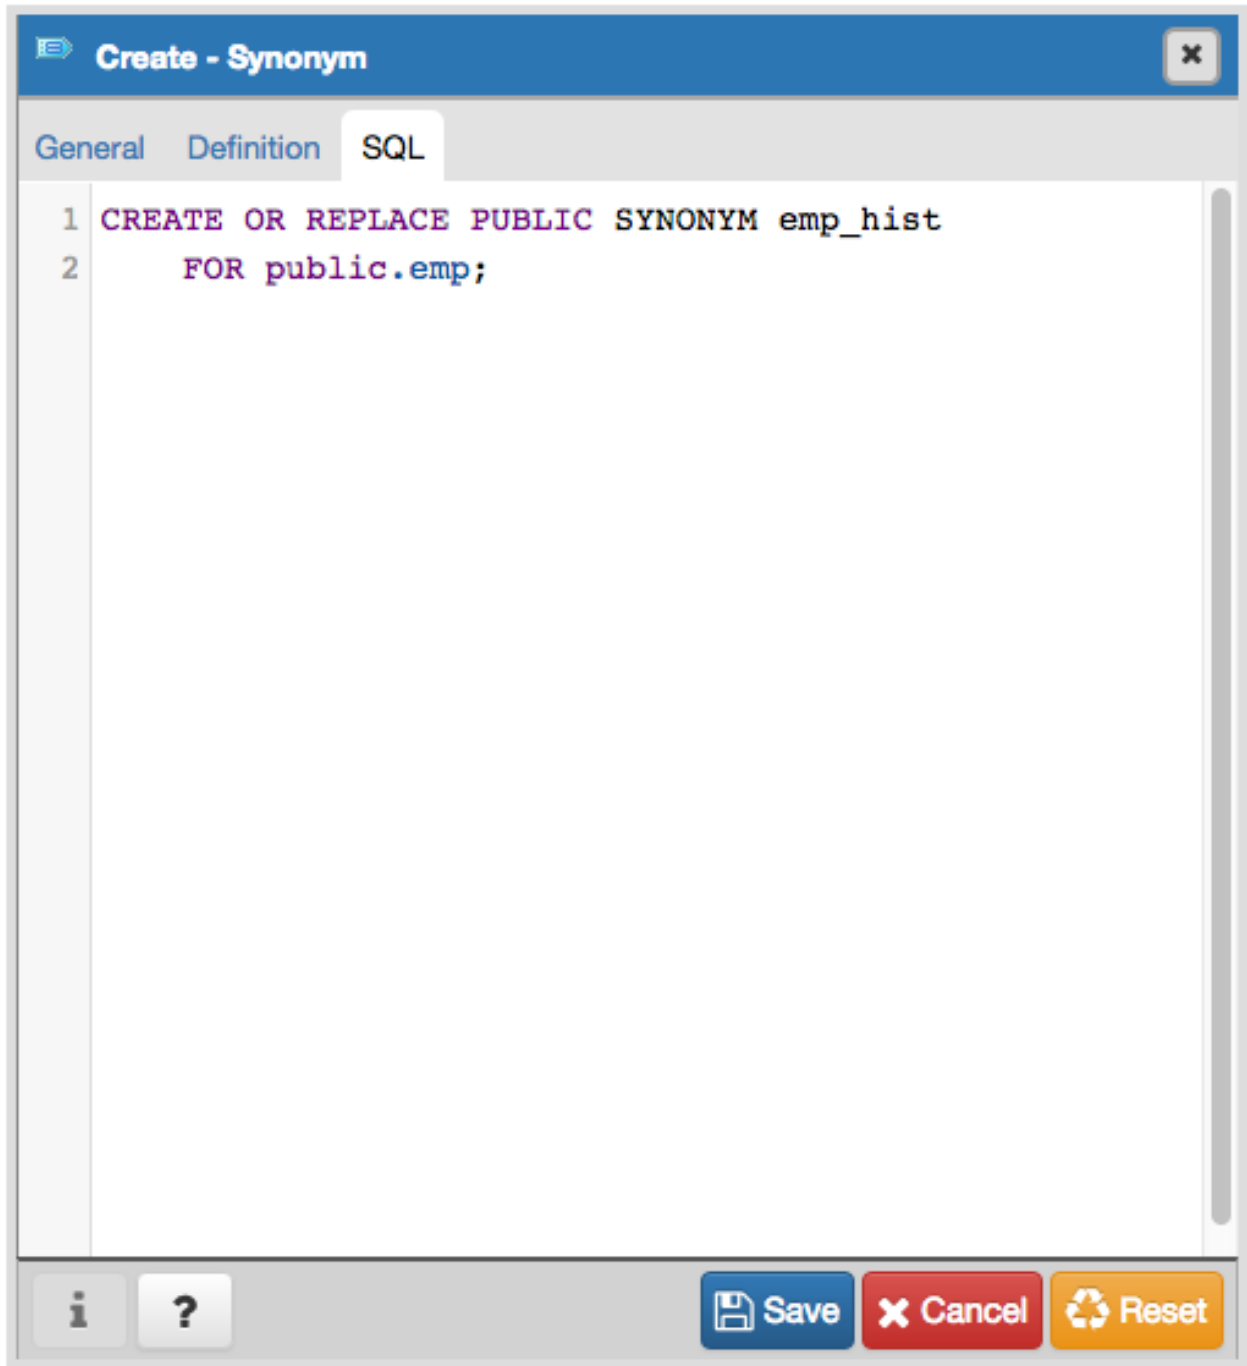 Create - Synonym
General Definition SQL
1 CREATE OR REPLACE PUBLIC SYNONYM emp_hist
2 FOR public.emp;
i ? Save Cancel Reset